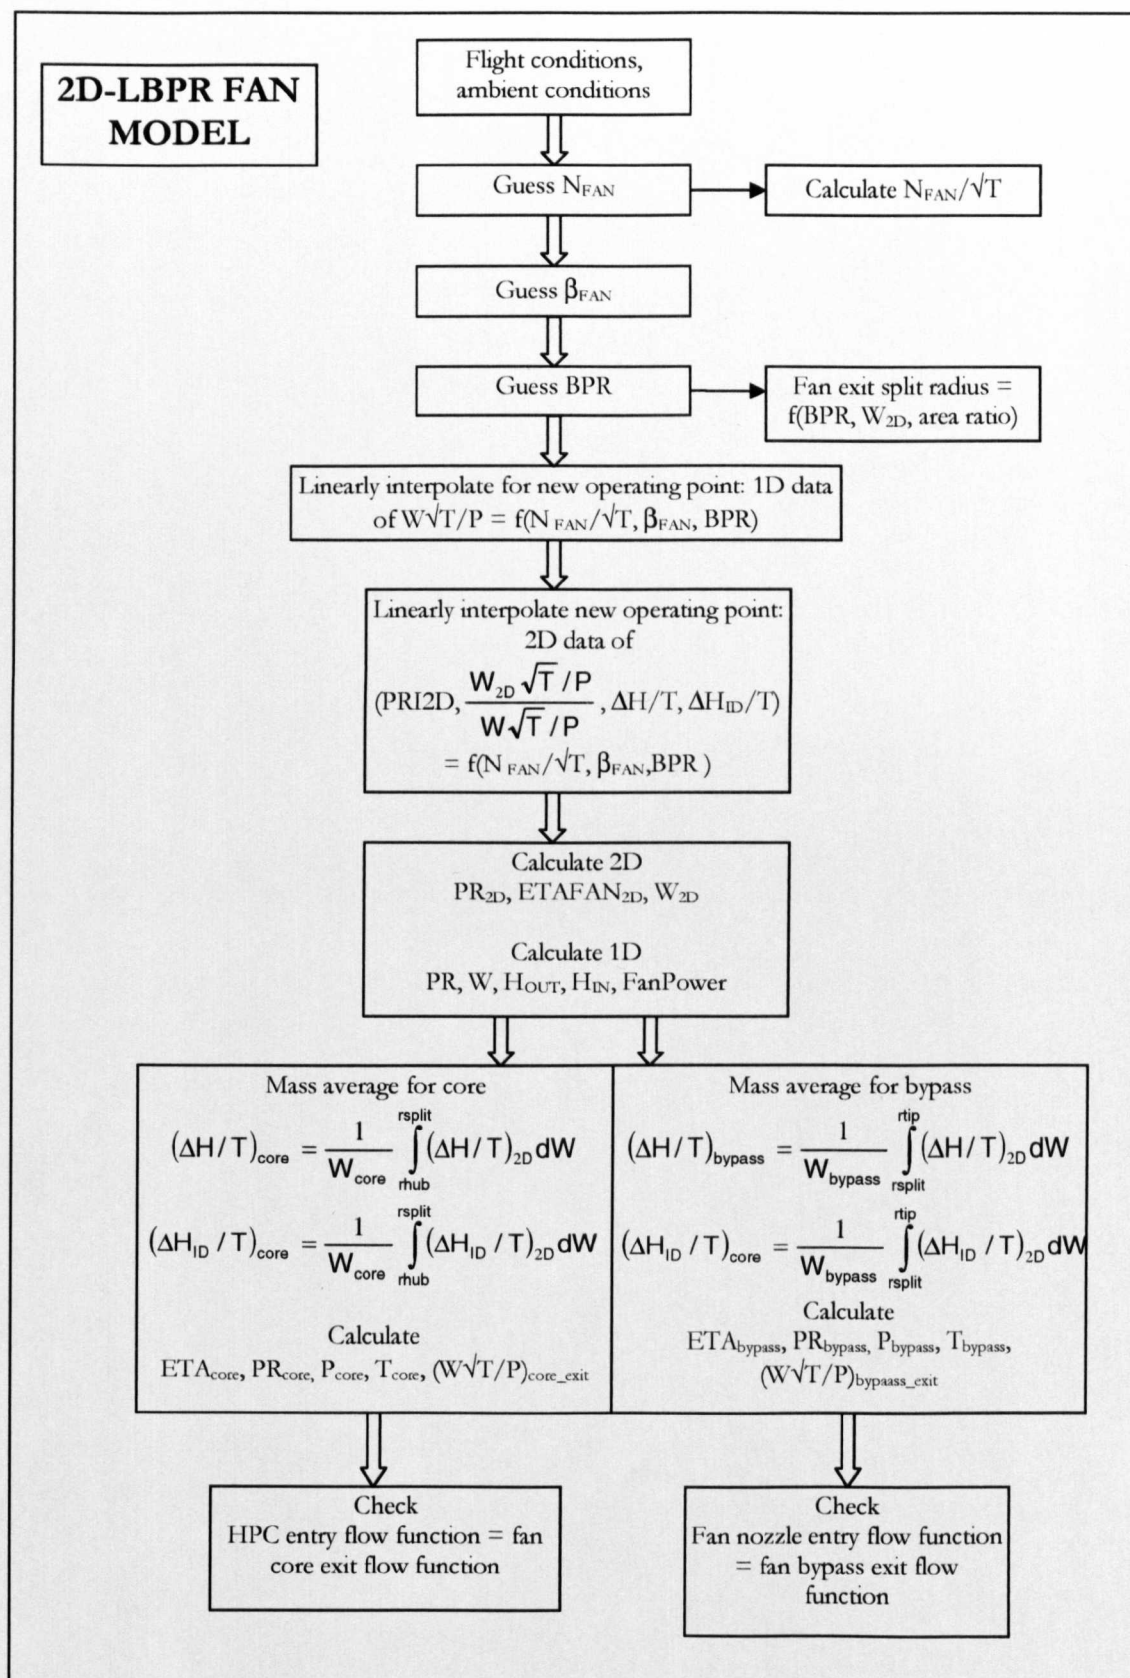 2D-LBPR FAN
MODEL
Flight conditions,
ambient conditions
Guess N_FAN
Calculate N_FAN/√T
Guess β_FAN
Guess BPR
Fan exit split radius =
f(BPR, W_2D, area ratio)
Linearly interpolate for new operating point: 1D data
of W√T/P = f(N_FAN/√T, β_FAN, BPR)
Linearly interpolate new operating point:
2D data of
(PRI2D, (W_2D √T /P)/(W√T /P), ΔH/T, ΔH_ID/T)
= f(N_FAN/√T, β_FAN,BPR )
Calculate 2D
PR_2D, ETAFAN_2D, W_2D
Calculate 1D
PR, W, H_OUT, H_IN, FanPower
Mass average for core
(ΔH/T)_core = 1/W_core ∫_rhub^rsplit (ΔH/T)_2D dW
(ΔH_ID /T)_core = 1/W_core ∫_rhub^rsplit (ΔH_ID /T)_2D dW
Calculate
ETA_core, PR_core, P_core, T_core, (W√T/P)_core_exit
Mass average for bypass
(ΔH/T)_bypass = 1/W_bypass ∫_rsplit^rtip (ΔH/T)_2D dW
(ΔH_ID /T)_core = 1/W_bypass ∫_rsplit^rtip (ΔH_ID /T)_2D dW
Calculate
ETA_bypass, PR_bypass, P_bypass, T_bypass,
(W√T/P)_bypaass_exit
Check
HPC entry flow function = fan
core exit flow function
Check
Fan nozzle entry flow function
= fan bypass exit flow
function